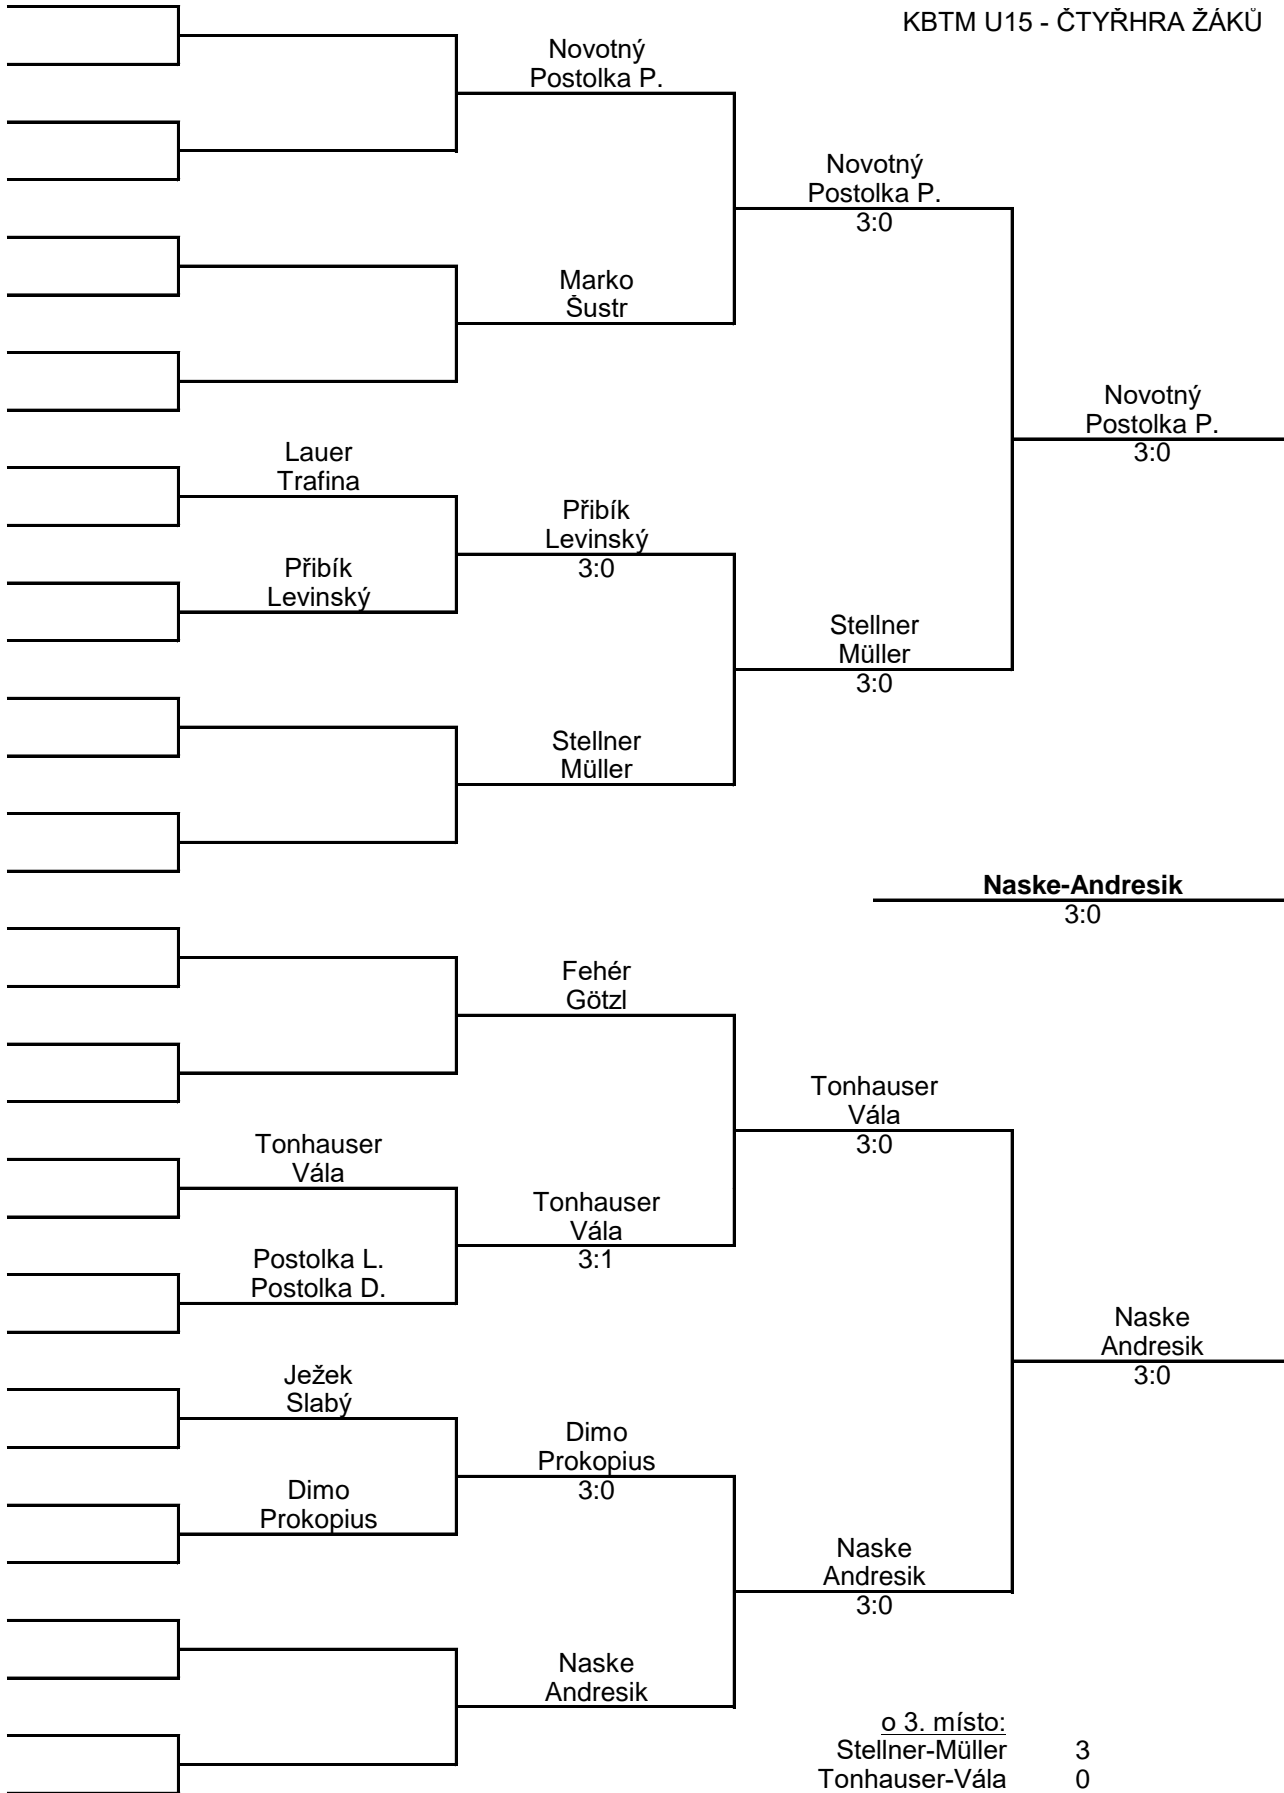 KBTM U15 - ČTYŘHRA ŽÁKŮ
Novotný
Postolka P.
Novotný
Postolka P.
3:0
Marko
Šustr
Novotný
Postolka P.
3:0
Lauer
Trafina
Přibík
Levinský
3:0
Přibík
Levinský
Stellner
Müller
3:0
Stellner
Müller
Naske-Andresik
3:0
Fehér
Götzl
Tonhauser
Vála
3:0
Tonhauser
Vála
Tonhauser
Vála
3:1
Postolka L.
Postolka D.
Naske
Andresik
3:0
Ježek
Slabý
Dimo
Prokopius
3:0
Dimo
Prokopius
Naske
Andresik
3:0
Naske
Andresik
o 3. místo:
Stellner-Müller 3
Tonhauser-Vála 0